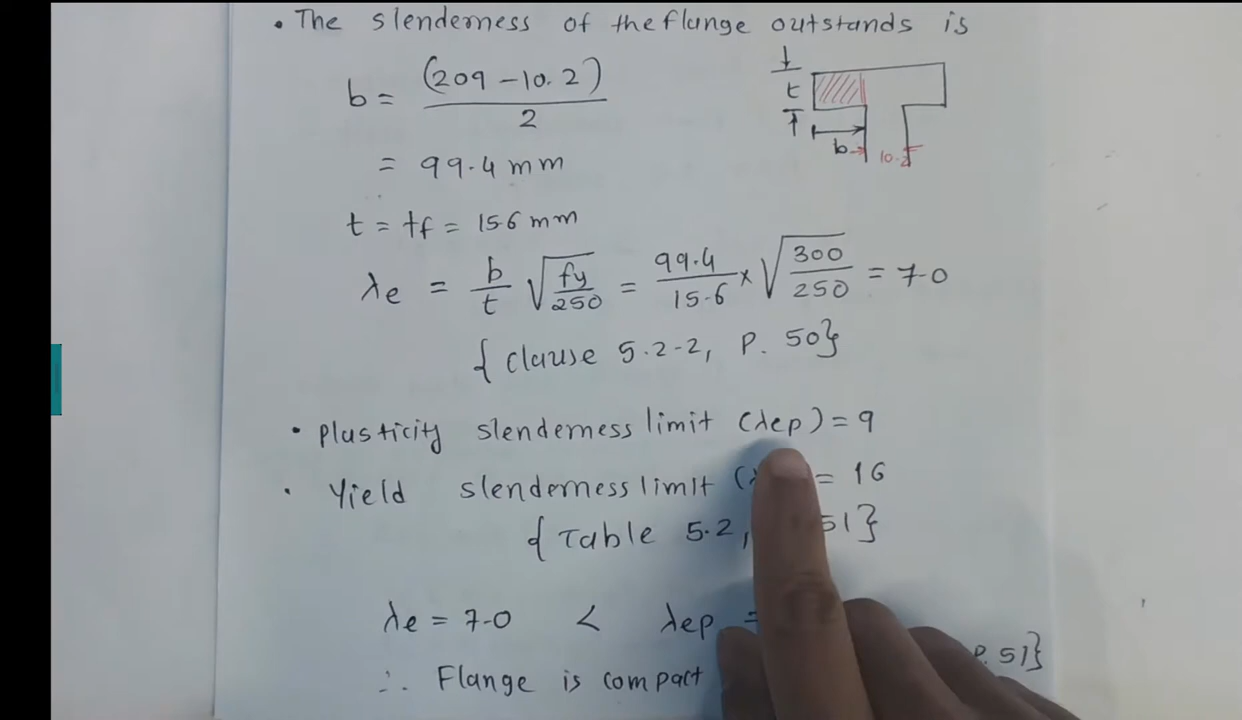 • The slenderness of the flange outstands is
b = (209 - 10.2) / 2
= 99.4 mm
t
b
10.2
t = tf = 15.6 mm
λe = b/t √(fy/250) = 99.4/15.6 × √(300/250) = 7.0
{ clause 5.2.2, P. 50}
• Plasticity slenderness limit (λep) = 9
• Yield slenderness limit ( = 16
{ Table 5.2, 51}
λe = 7.0 < λep =
∴ Flange is compact P. 51}